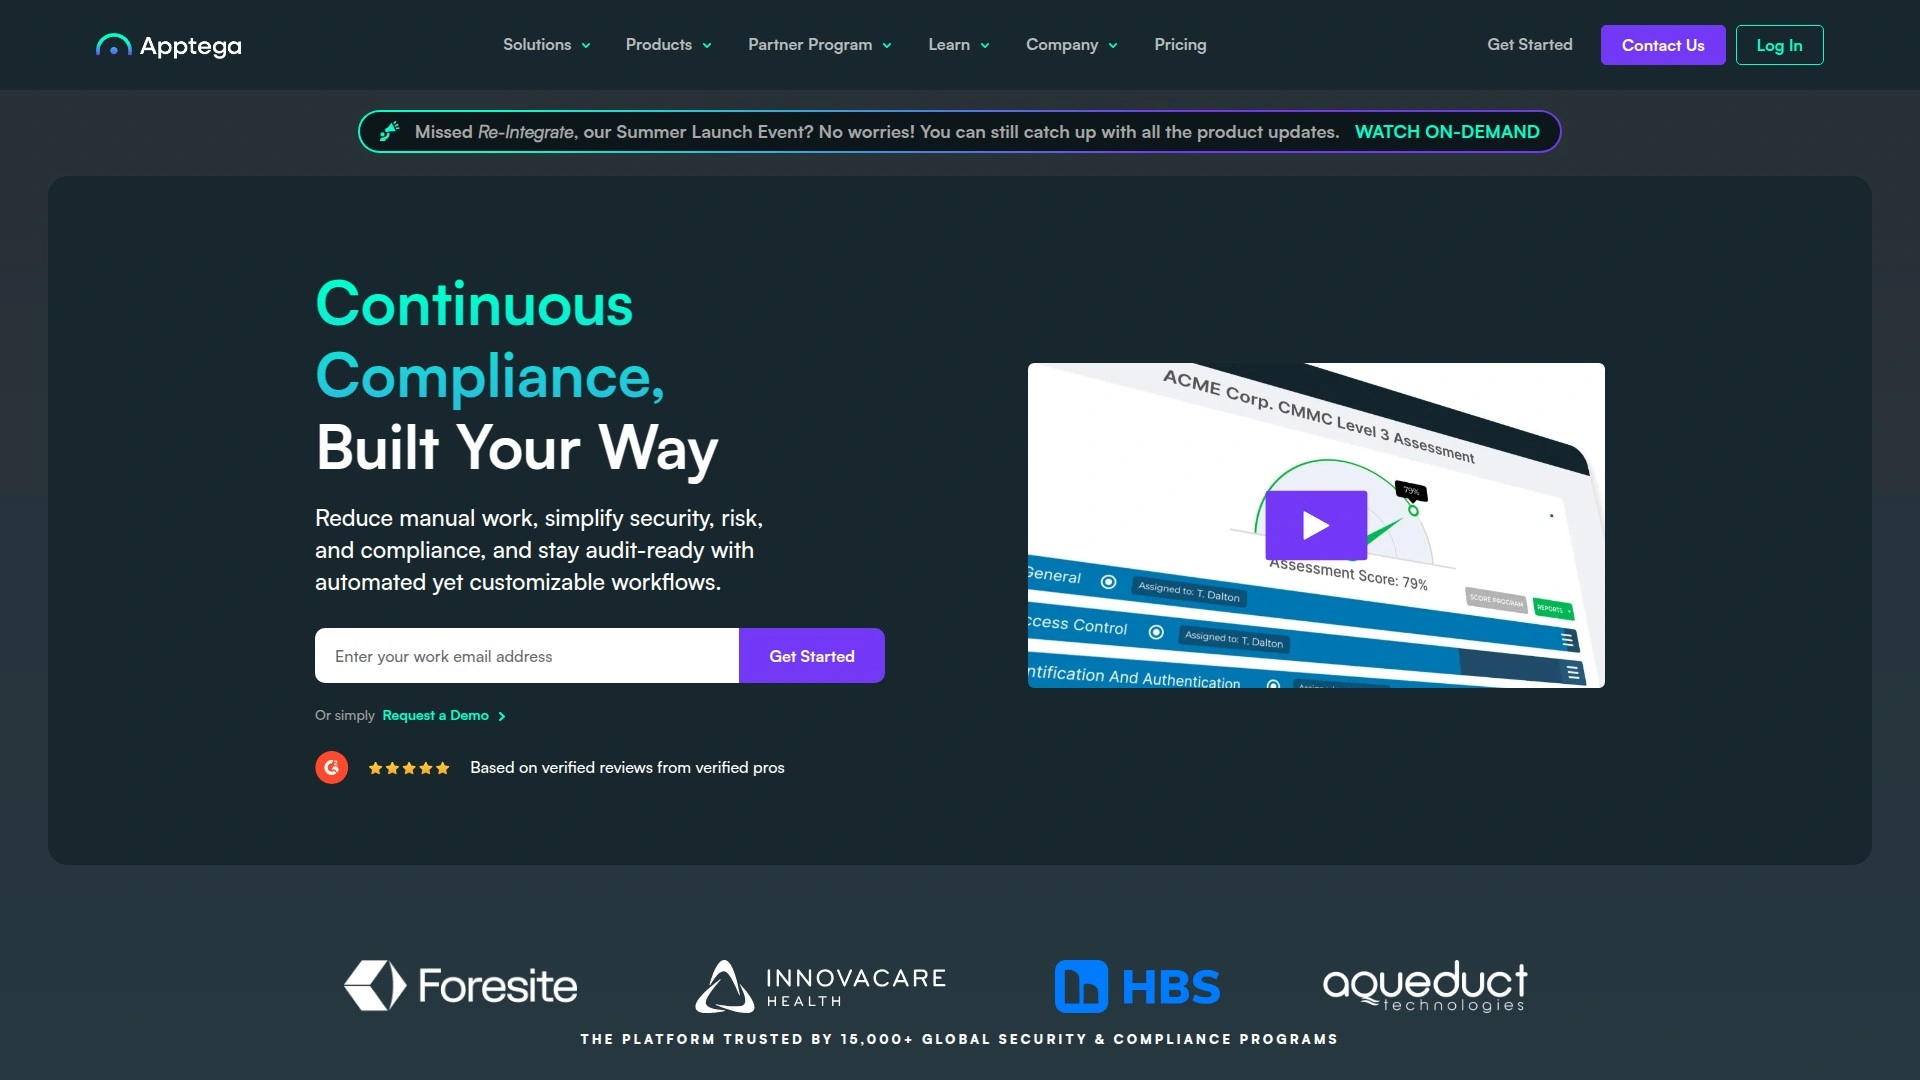 Apptega
Solutions
Products
Partner Program
Learn
Company
Pricing
Get Started
Contact Us
Log In
Missed Re-Integrate, our Summer Launch Event? No worries! You can still catch up with all the product updates. WATCH ON-DEMAND
Continuous
Compliance,
Built Your Way
Reduce manual work, simplify security, risk,
and compliance, and stay audit-ready with
automated yet customizable workflows.
Enter your work email address
Get Started
Or simply Request a Demo
Based on verified reviews from verified pros
ACME Corp. CMMC Level 3 Assessment
79%
Assessment Score: 79%
SCORE PROGRAM
REPORTS
General
Assigned to: T. Dalton
ccess Control
Assigned to: T. Dalton
ntification And Authentication
Foresite
INNOVACARE
HEALTH
HBS
aqueduct
technologies
THE PLATFORM TRUSTED BY 15,000+ GLOBAL SECURITY & COMPLIANCE PROGRAMS